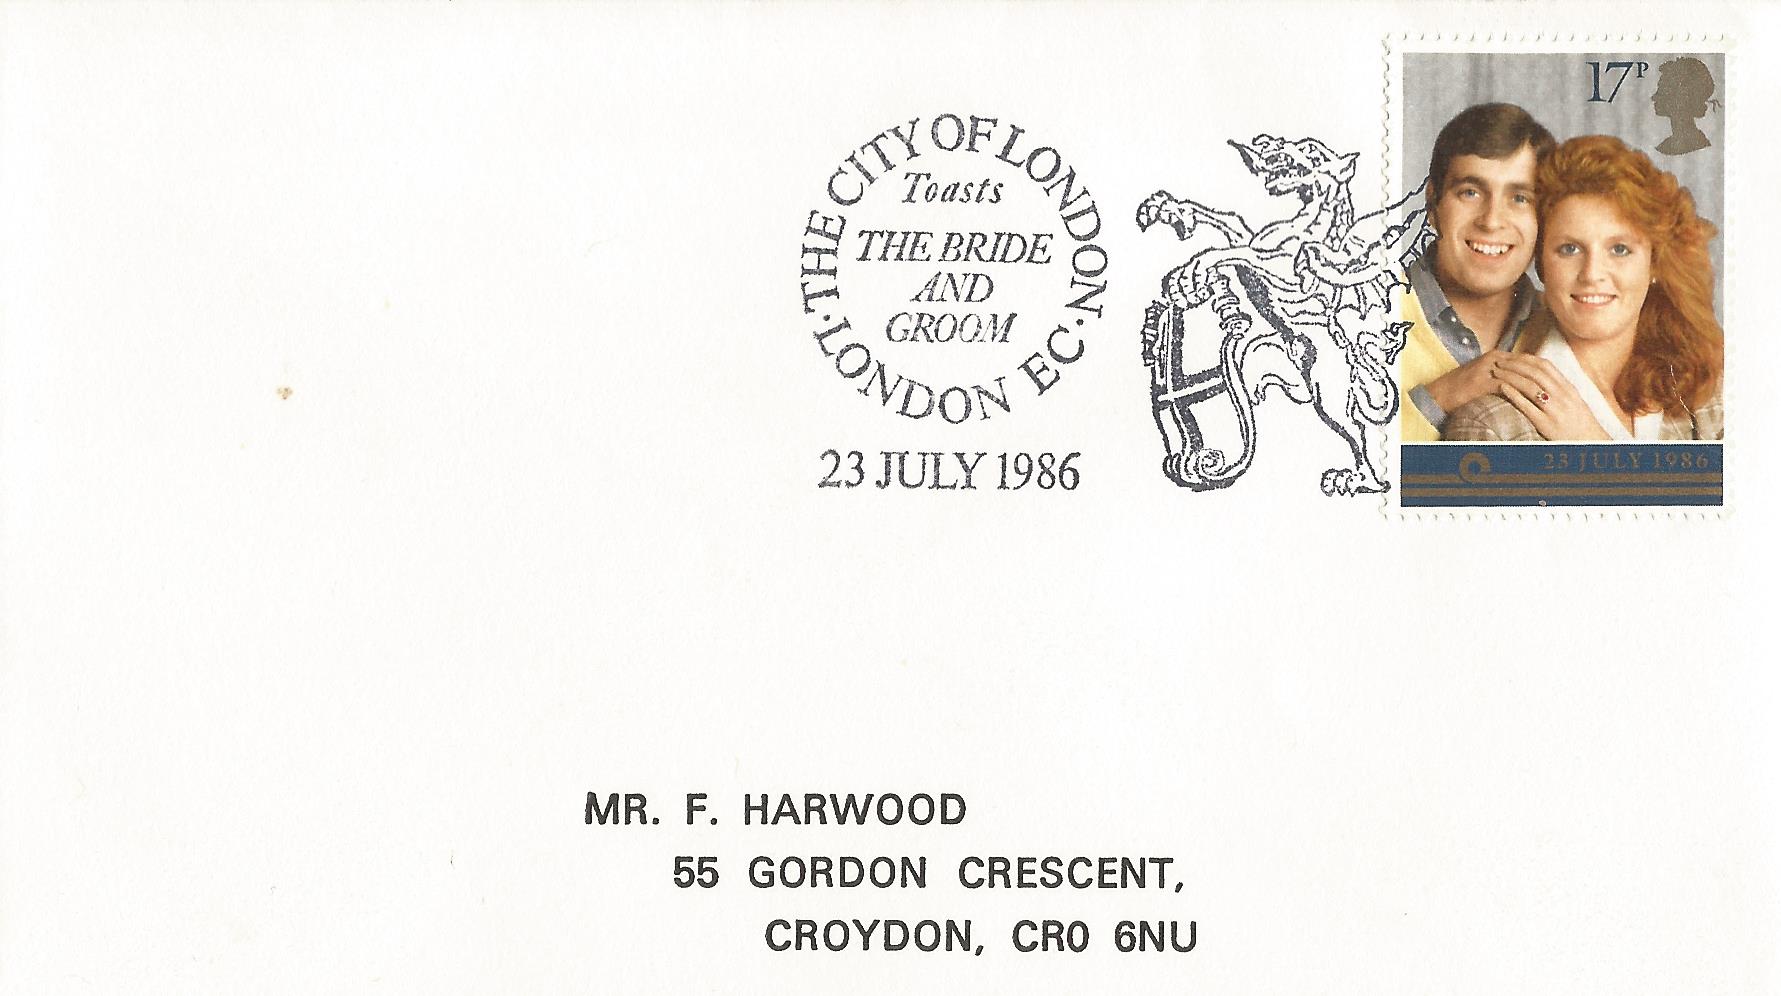 17P
THE CITY OF LONDON
Toasts
THE BRIDE
AND
GROOM
LONDON EC
23 JULY 1986
23 JULY 1986
MR. F. HARWOOD
55 GORDON CRESCENT,
CROYDON, CR0 6NU